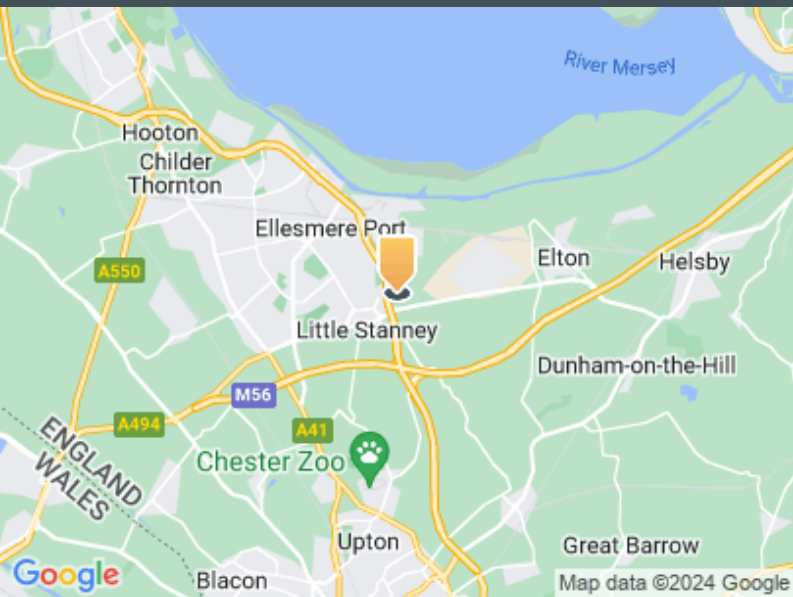 River Mersey
Hooton
Childer
Thornton
Ellesmere Port
Elton
Helsby
A550
Little Stanney
Dunham-on-the-Hill
M56
A494
A41
ENGLAND
WALES
Chester Zoo
Upton
Great Barrow
Google
Blacon
Map data ©2024 Google